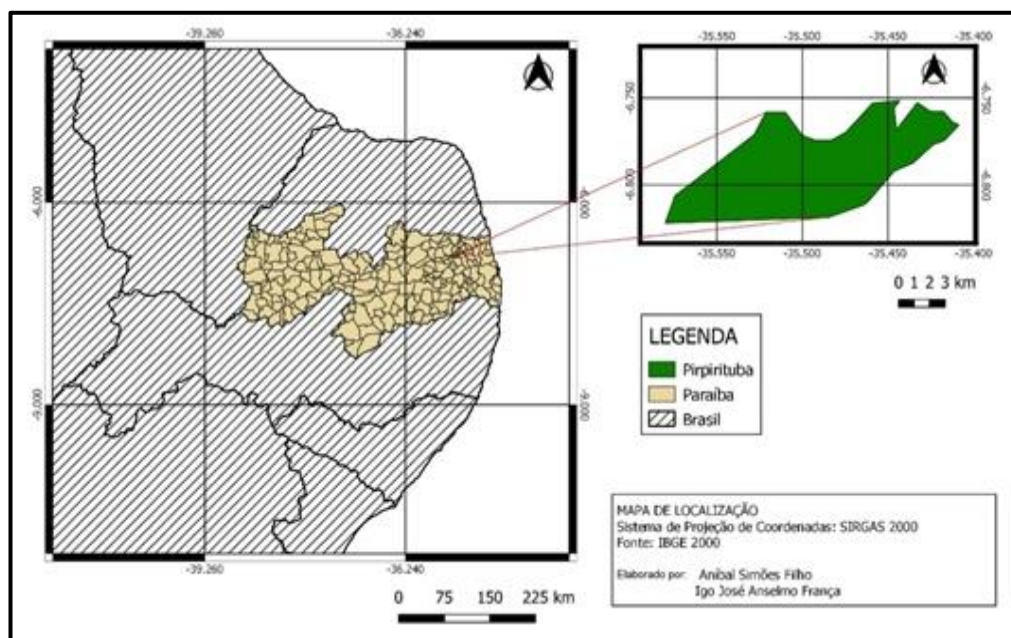 -39.260 -36.240
-6.000
-6.000
-9.000
-9.000
-39.260 -36.240
0 75 150 225 km
-35.550 -35.500 -35.450 -35.400
-6.750
-6.750
-6.800
-6.800
-35.550 -35.500 -35.450 -35.400
0 1 2 3 km
LEGENDA
Pirpirituba
Paraíba
Brasil
MAPA DE LOCALIZAÇÃO
Sistema de Projeção de Coordenadas: SIRGAS 2000
Fonte: IBGE 2000
Elaborado por: Aníbal Simões Filho
Igo José Anselmo França